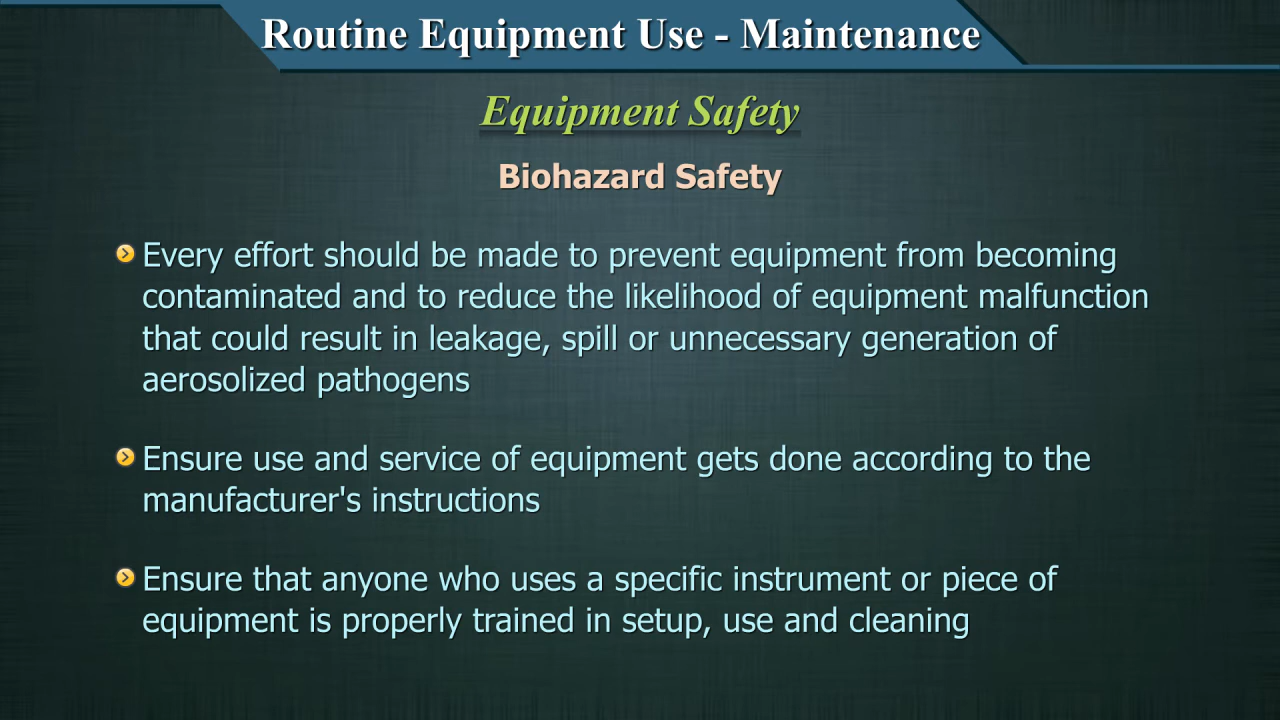 Routine Equipment Use - Maintenance
Equipment Safety
Biohazard Safety
Every effort should be made to prevent equipment from becoming
contaminated and to reduce the likelihood of equipment malfunction
that could result in leakage, spill or unnecessary generation of
aerosolized pathogens
Ensure use and service of equipment gets done according to the
manufacturer's instructions
Ensure that anyone who uses a specific instrument or piece of
equipment is properly trained in setup, use and cleaning